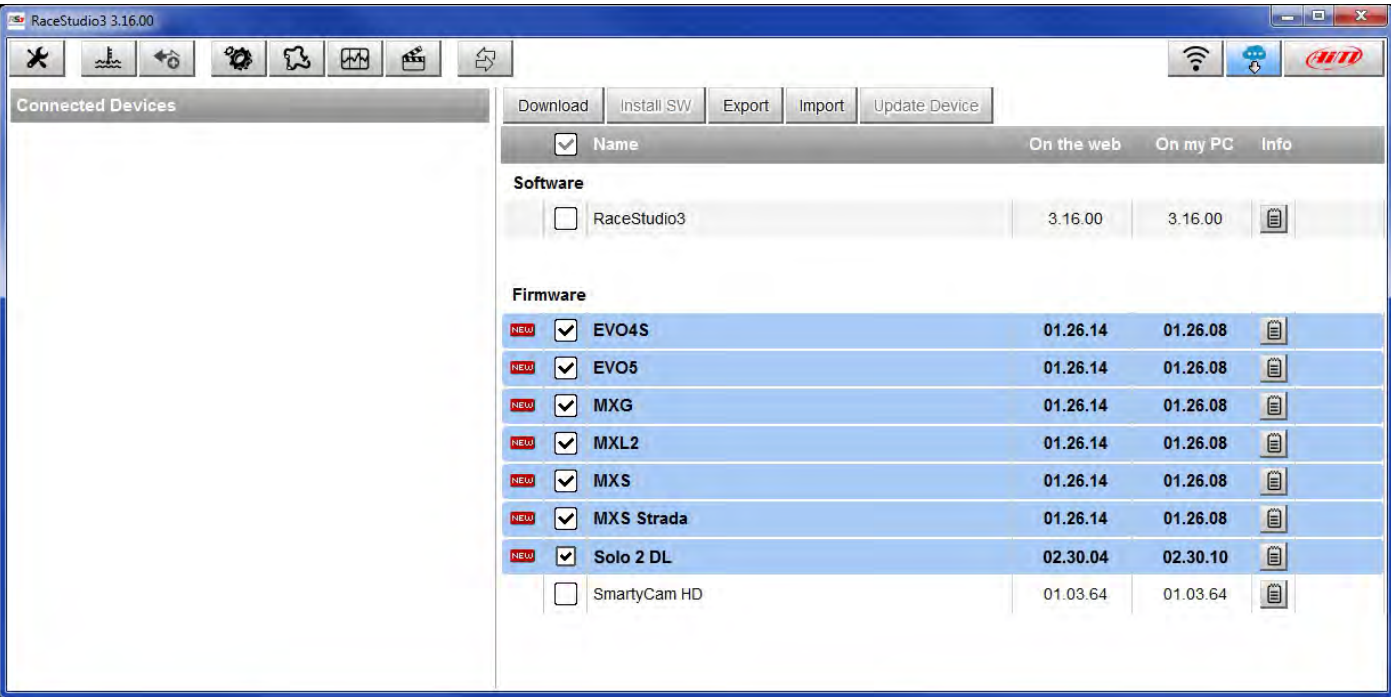 RaceStudio3 3.16.00
AiM
Connected Devices
Download Install SW Export Import Update Device
Name On the web On my PC Info
Software
RaceStudio3 3.16.00 3.16.00
Firmware
NEW EVO4S 01.26.14 01.26.08
NEW EVO5 01.26.14 01.26.08
NEW MXG 01.26.14 01.26.08
NEW MXL2 01.26.14 01.26.08
NEW MXS 01.26.14 01.26.08
NEW MXS Strada 01.26.14 01.26.08
NEW Solo 2 DL 02.30.04 02.30.10
SmartyCam HD 01.03.64 01.03.64